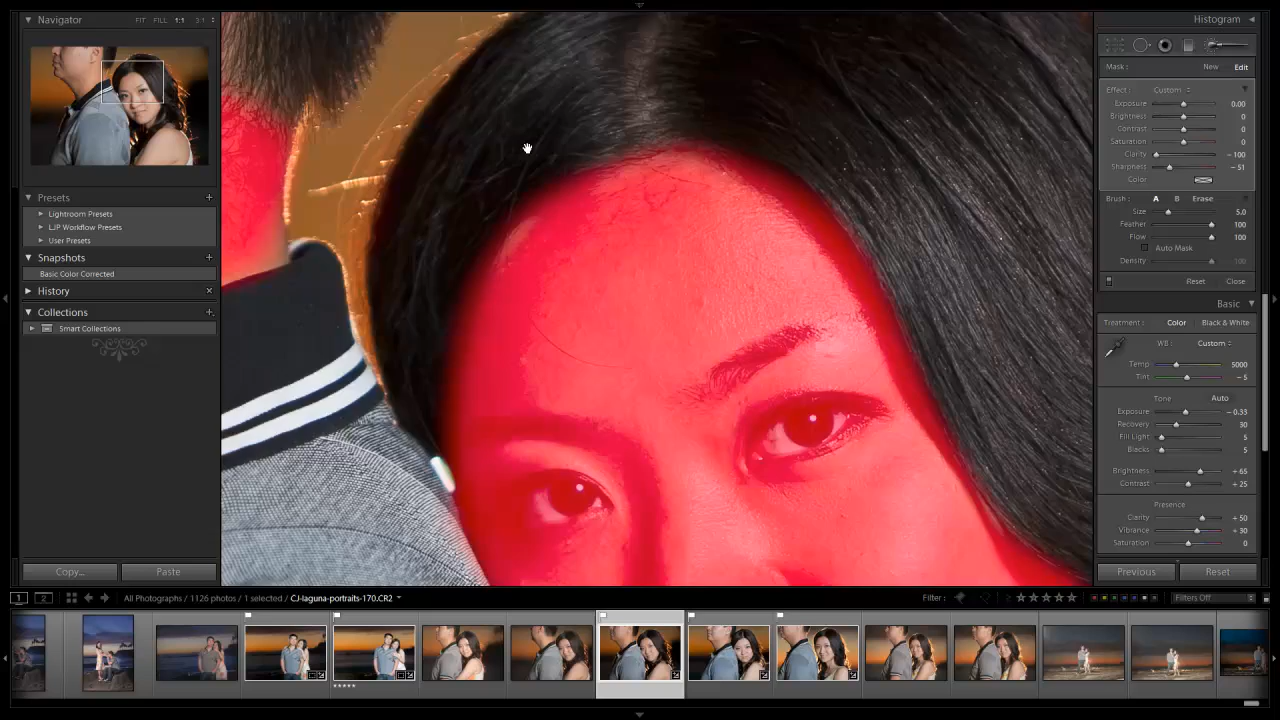 Navigator FIT FILL 1:1 3:1
Presets
Lightroom Presets
LJP Workflow Presets
User Presets
Snapshots
Basic Color Corrected
History
Collections
Smart Collections
Copy... Paste
Histogram
Mask: New Edit
Effect: Custom
Exposure 0.00
Brightness 0
Contrast 0
Saturation 0
Clarity -100
Sharpness -51
Color
Brush: A B Erase
Size 5.0
Feather 100
Flow 100
Auto Mask
Density 100
Reset Close
Basic
Treatment: Color Black & White
WB: Custom
Temp 5000
Tint -5
Tone Auto
Exposure -0.33
Recovery 30
Fill Light 5
Blacks 5
Brightness +65
Contrast +25
Presence
Clarity +50
Vibrance +30
Saturation 0
Previous Reset
1 2 All Photographs / 1126 photos / 1 selected / CJ-laguna-portraits-170.CR2 Filter: Filters Off